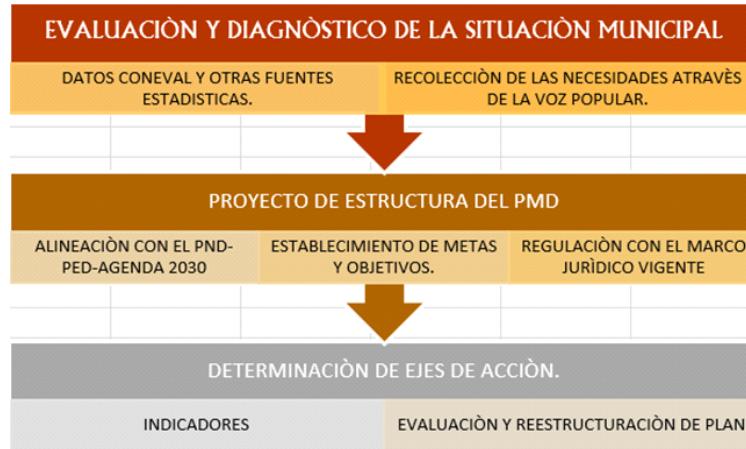 EVALUACIÒN Y DIAGNÒSTICO DE LA SITUACIÒN MUNICIPAL
DATOS CONEVAL Y OTRAS FUENTES
ESTADISTICAS.
RECOLECCIÒN DE LAS NECESIDADES ATRAVÈS
DE LA VOZ POPULAR.
PROYECTO DE ESTRUCTURA DEL PMD
ALINEACIÒN CON EL PND-
PED-AGENDA 2030
ESTABLECIMIENTO DE METAS
Y OBJETIVOS.
REGULACIÒN CON EL MARCO
JURÌDICO VIGENTE
DETERMINACIÒN DE EJES DE ACCIÒN.
INDICADORES
EVALUACIÒN Y REESTRUCTURACIÒN DE PLAN